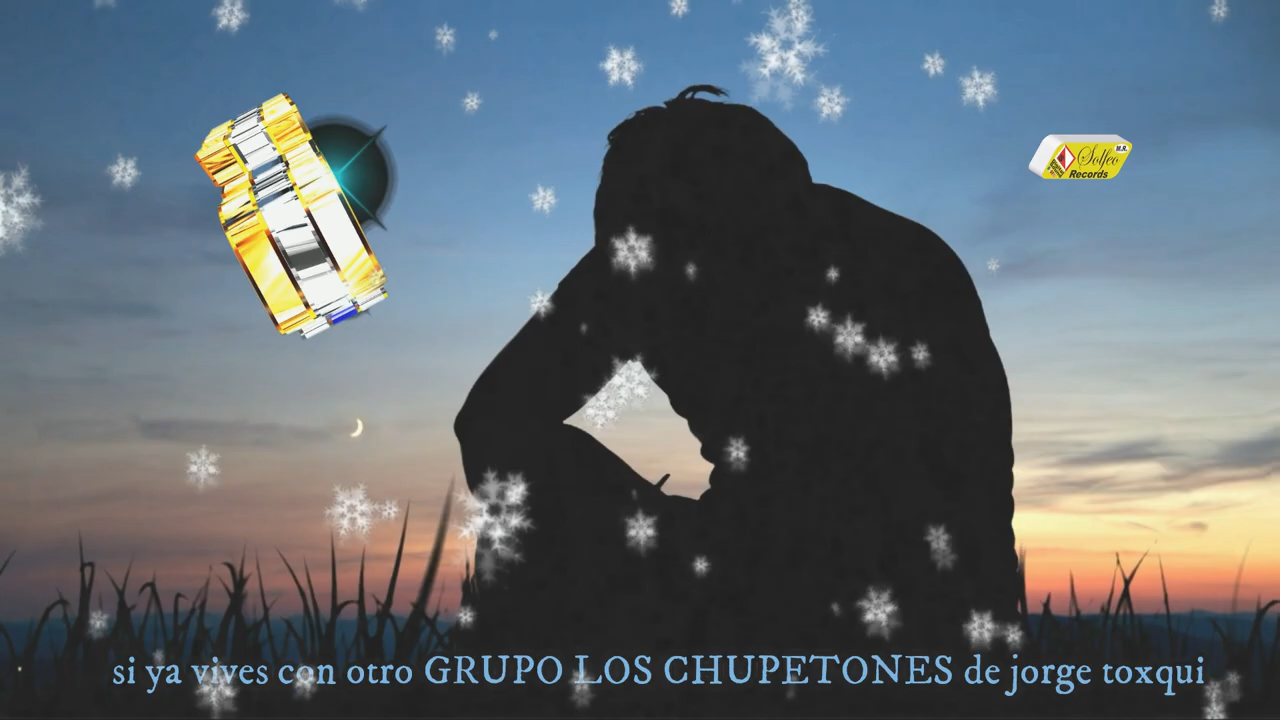 Solfeo
M.R.
Records
si ya vives con otro GRUPO LOS CHUPETONES de jorge toxqui